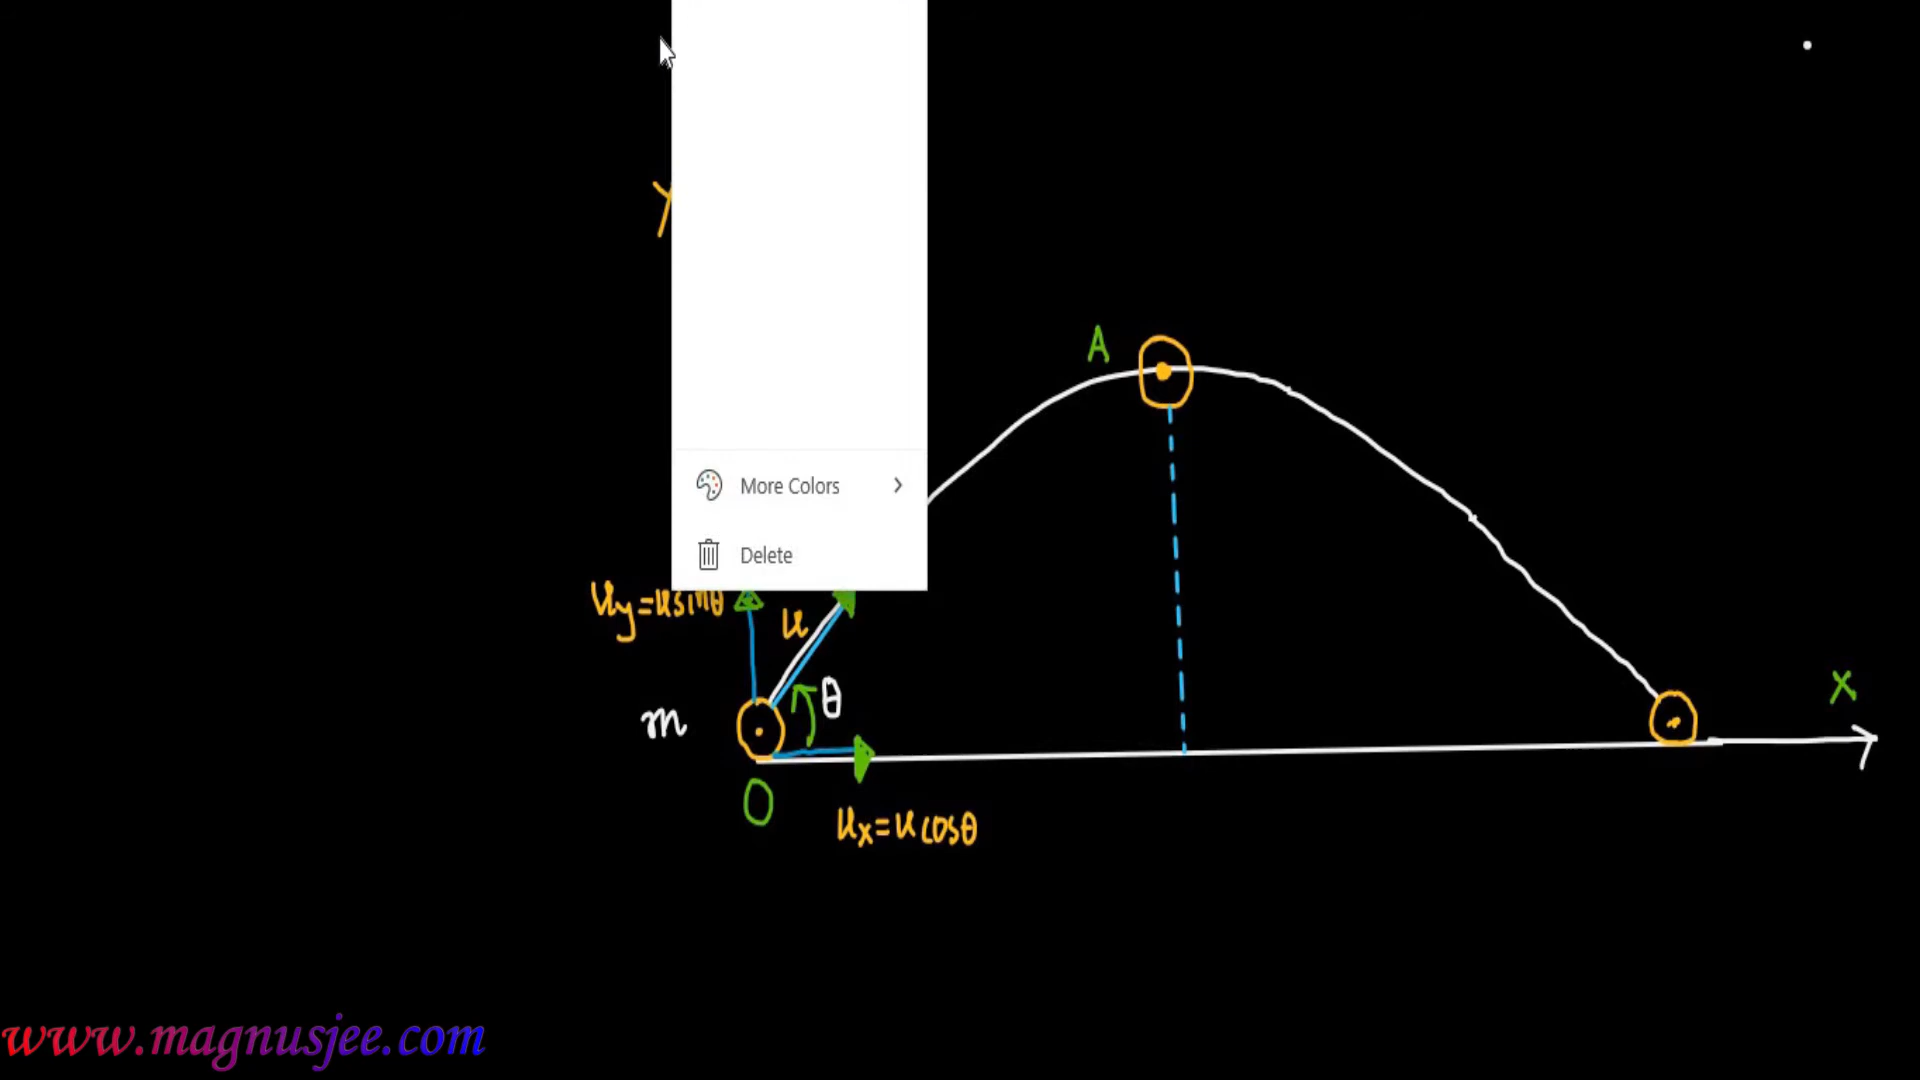 Y
A
More Colors
Delete
uy=usinθ
u
θ
X
m
O
ux=ucosθ
www.magnusjee.com